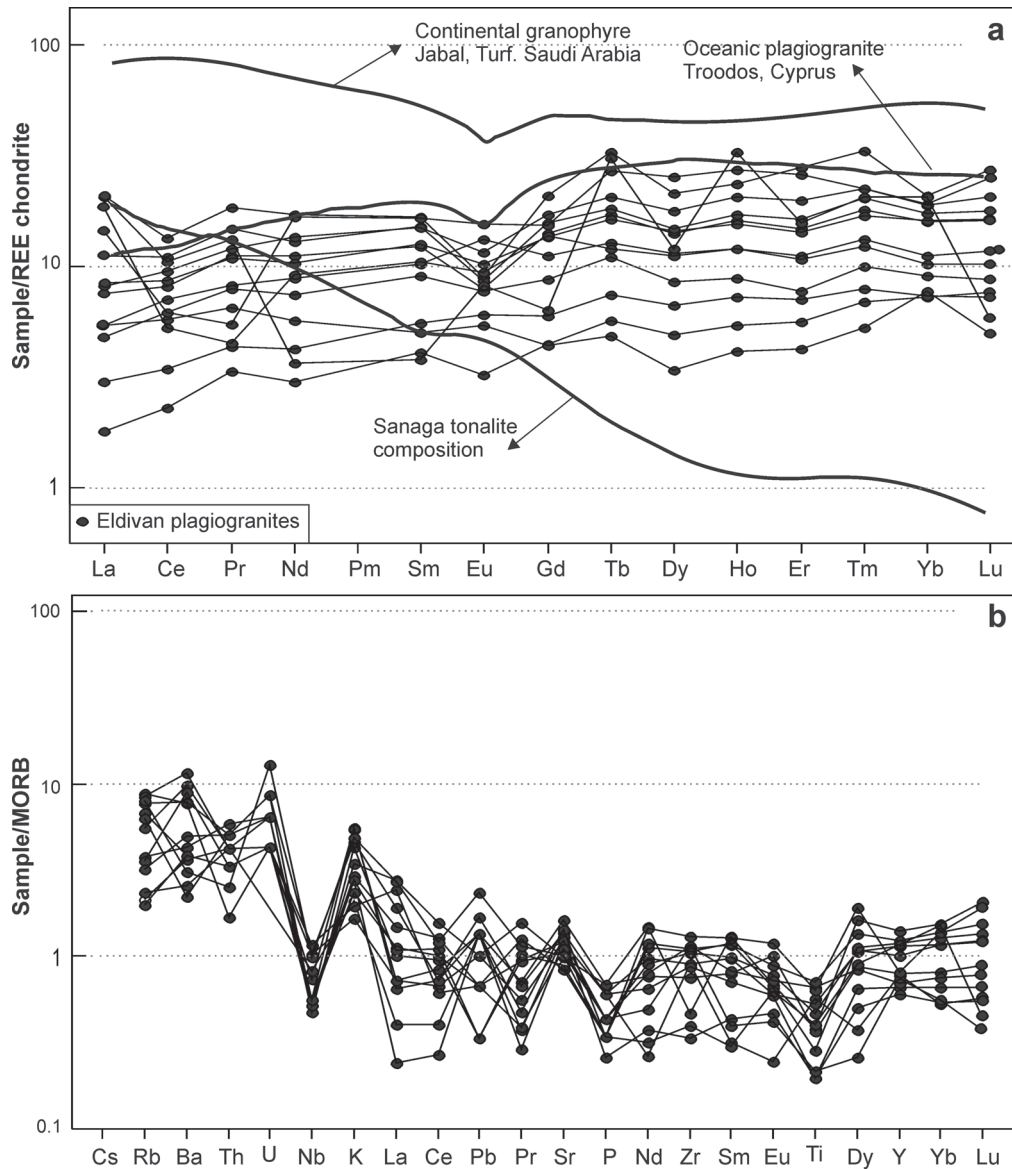 a
Continental granophyre
Jabal, Turf. Saudi Arabia
Oceanic plagiogranite
Troodos, Cyprus
100
10
1
Sample/REE chondrite
Sanaga tonalite
composition
Eldivan plagiogranites
La Ce Pr Nd Pm Sm Eu Gd Tb Dy Ho Er Tm Yb Lu
b
100
10
1
0.1
Sample/MORB
Cs Rb Ba Th U Nb K La Ce Pb Pr Sr P Nd Zr Sm Eu Ti Dy Y Yb Lu